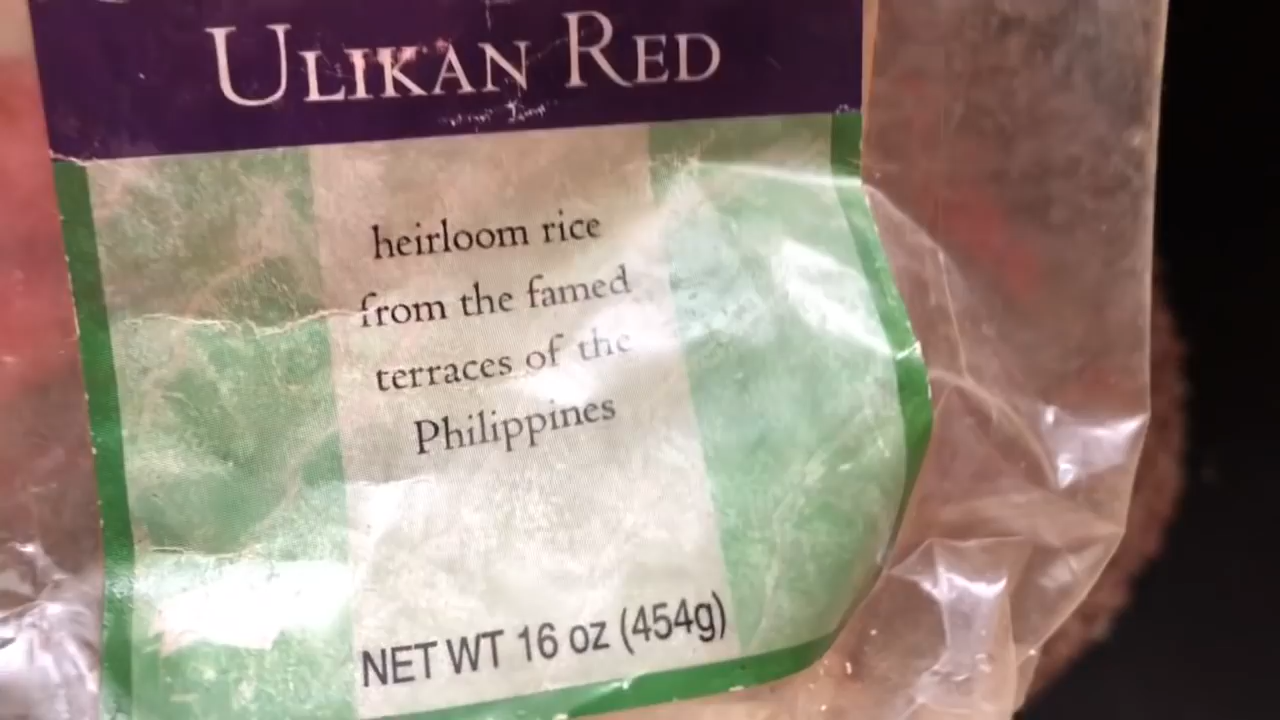 ULIKAN RED
heirloom rice
from the famed
terraces of the
Philippines
NET WT 16 oz (454g)